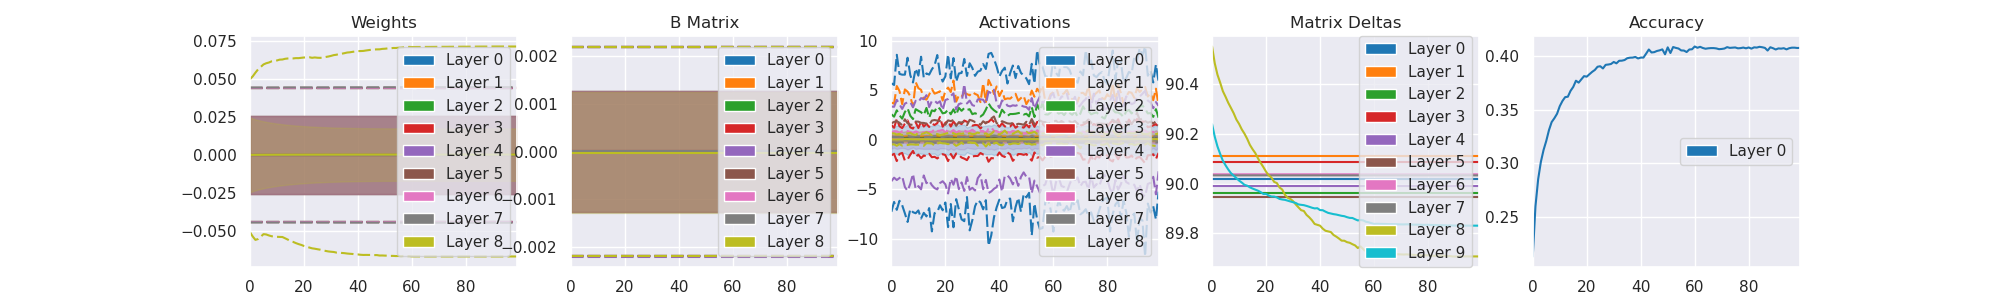 Weights
0.075
0.050
0.025
0.000
−0.025
−0.050
0
20
40
60
80
Layer 0
Layer 1
Layer 2
Layer 3
Layer 4
Layer 5
Layer 6
Layer 7
Layer 8
B Matrix
0.002
0.001
0.000
−0.001
−0.002
0
20
40
60
80
Layer 0
Layer 1
Layer 2
Layer 3
Layer 4
Layer 5
Layer 6
Layer 7
Layer 8
Activations
10
5
0
−5
−10
0
20
40
60
80
Layer 0
Layer 1
Layer 2
Layer 3
Layer 4
Layer 5
Layer 6
Layer 7
Layer 8
Matrix Deltas
90.4
90.2
90.0
89.8
0
20
40
60
80
Layer 0
Layer 1
Layer 2
Layer 3
Layer 4
Layer 5
Layer 6
Layer 7
Layer 8
Layer 9
Accuracy
0.40
0.35
0.30
0.25
0
20
40
60
80
Layer 0